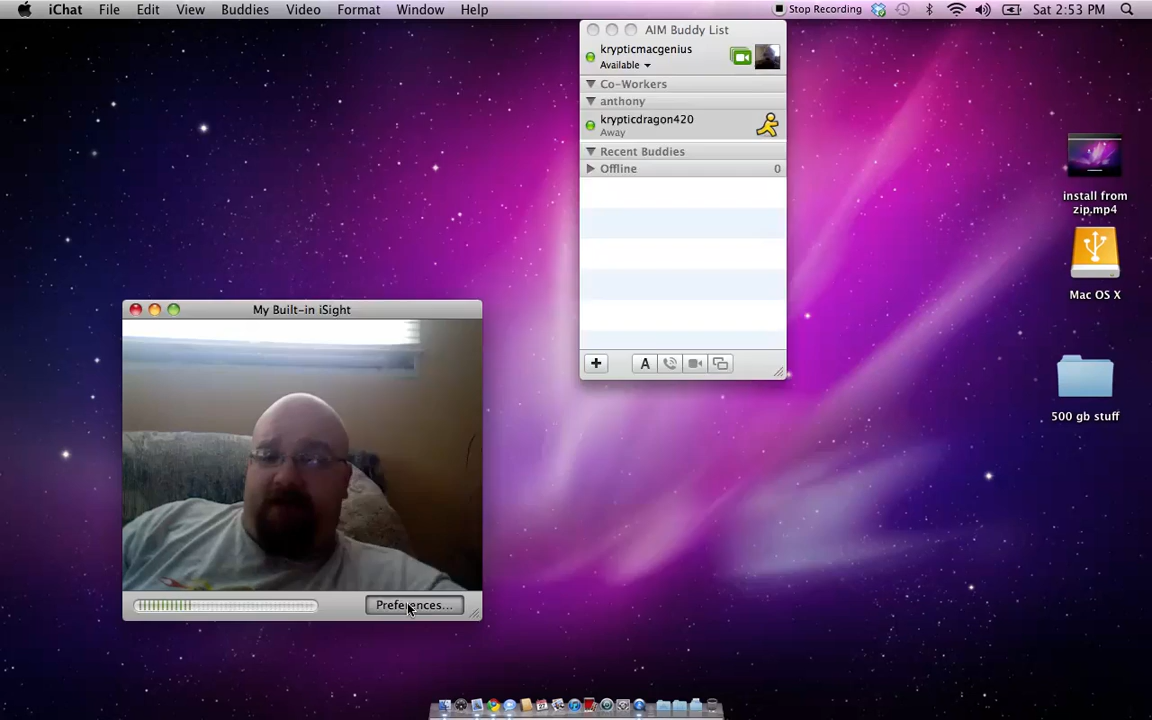 iChat File Edit View Buddies Video Format Window Help Stop Recording Sat 2:53 PM
AIM Buddy List
krypticmacgenius
Available
Co-Workers
anthony
krypticdragon420
Away
Recent Buddies
Offline 0
A
install from
zip.mp4
Mac OS X
500 gb stuff
My Built-in iSight
Preferences...